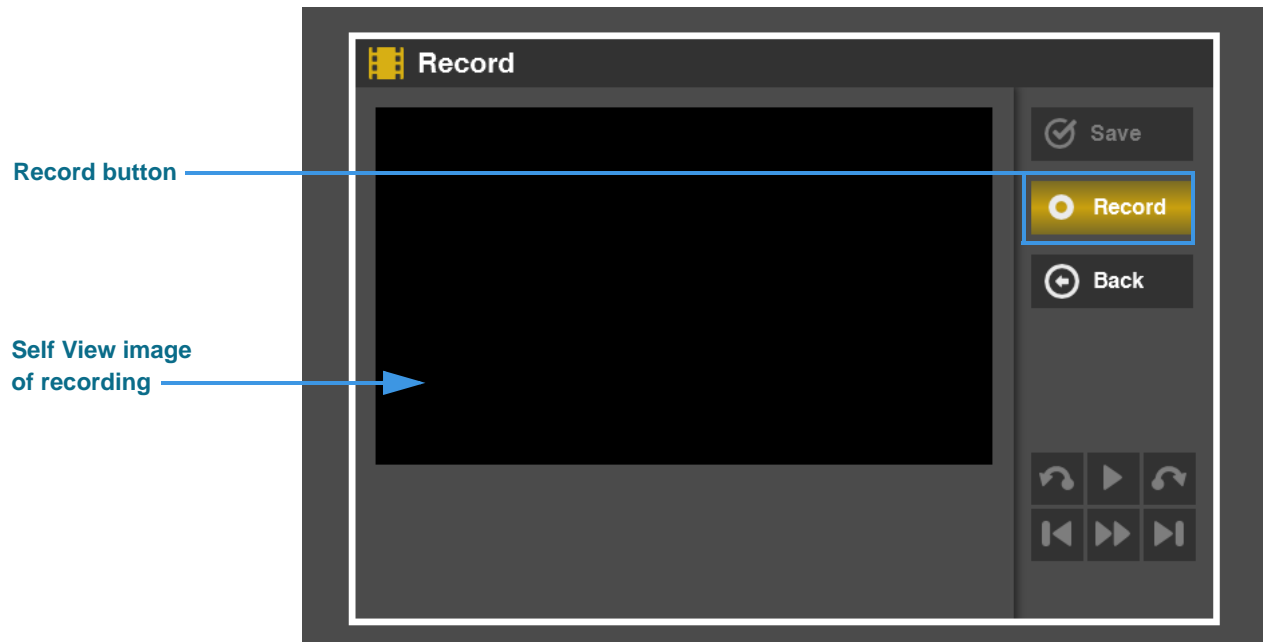 Record
Save
Record button
Record
Back
Self View image
of recording